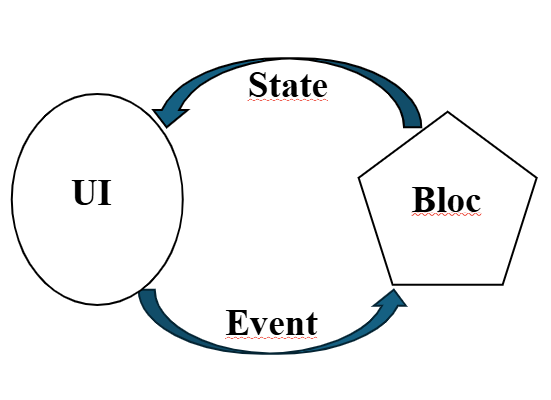 State
UI
Bloc
Event